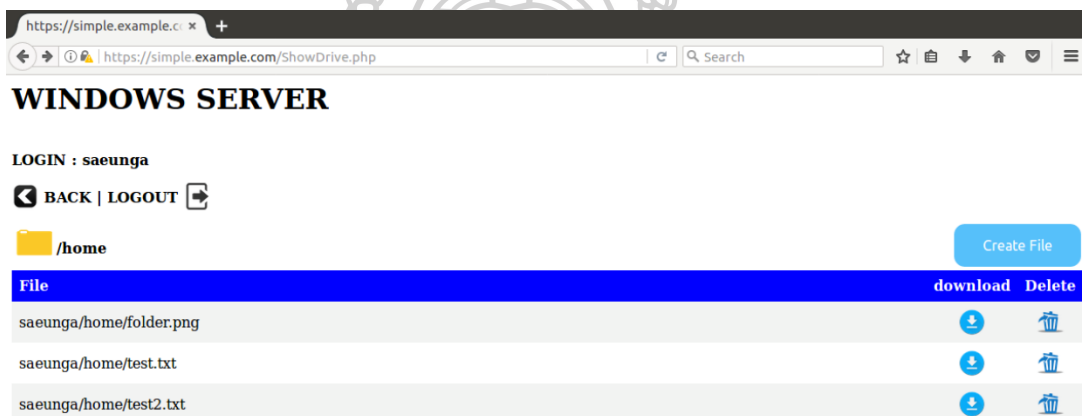 https://simple.example.c
https://simple.example.com/ShowDrive.php
Search
WINDOWS SERVER
LOGIN : saeunga
BACK | LOGOUT
/home
Create File
File download Delete
saeunga/home/folder.png
saeunga/home/test.txt
saeunga/home/test2.txt